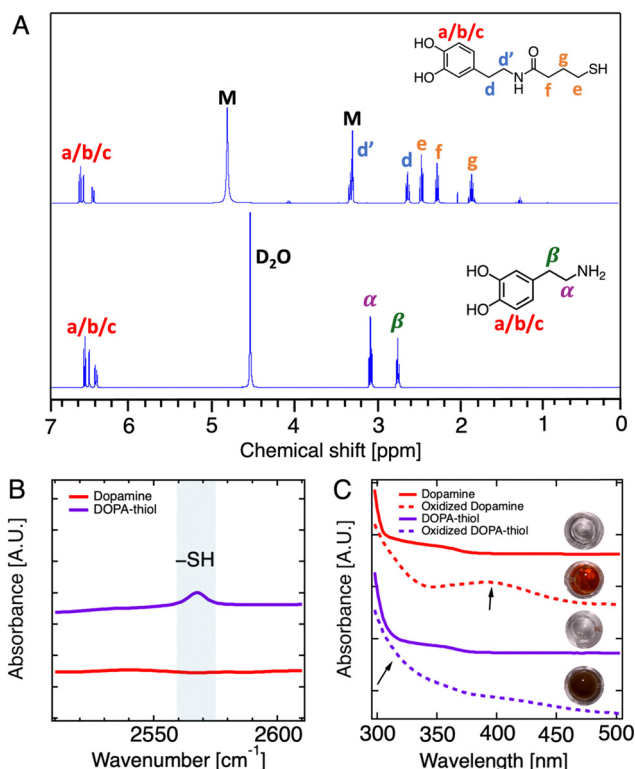 A
a/b/c
HO
HO
d
d'
N
H
O
f
g
e
SH
M
M
a/b/c
d'
d
e
f
g
D₂O
a/b/c
α
β
HO
HO
β
NH₂
α
a/b/c
7 6 5 4 3 2 1 0
Chemical shift [ppm]
B
Dopamine
DOPA-thiol
–SH
Absorbance [A.U.]
2550 2600
Wavenumber [cm⁻¹]
C
Dopamine
Oxidized Dopamine
DOPA-thiol
Oxidized DOPA-thiol
Absorbance [A.U.]
300 350 400 450 500
Wavelength [nm]